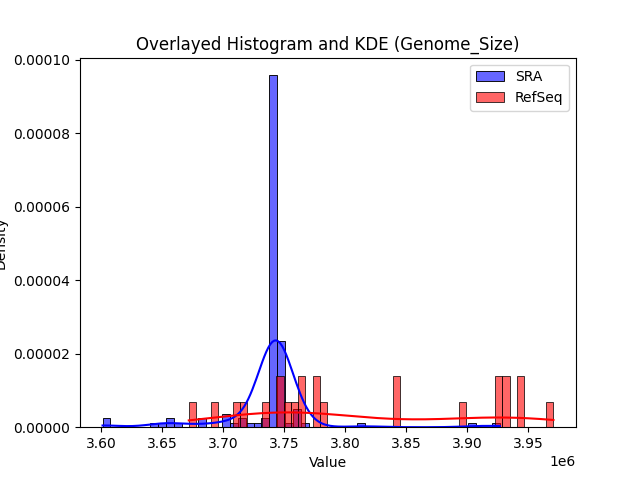 Overlayed Histogram and KDE (Genome_Size)
SRA
RefSeq
0.00010
0.00008
0.00006
0.00004
0.00002
0.00000
Density
3.60 3.65 3.70 3.75 3.80 3.85 3.90 3.95
1e6
Value